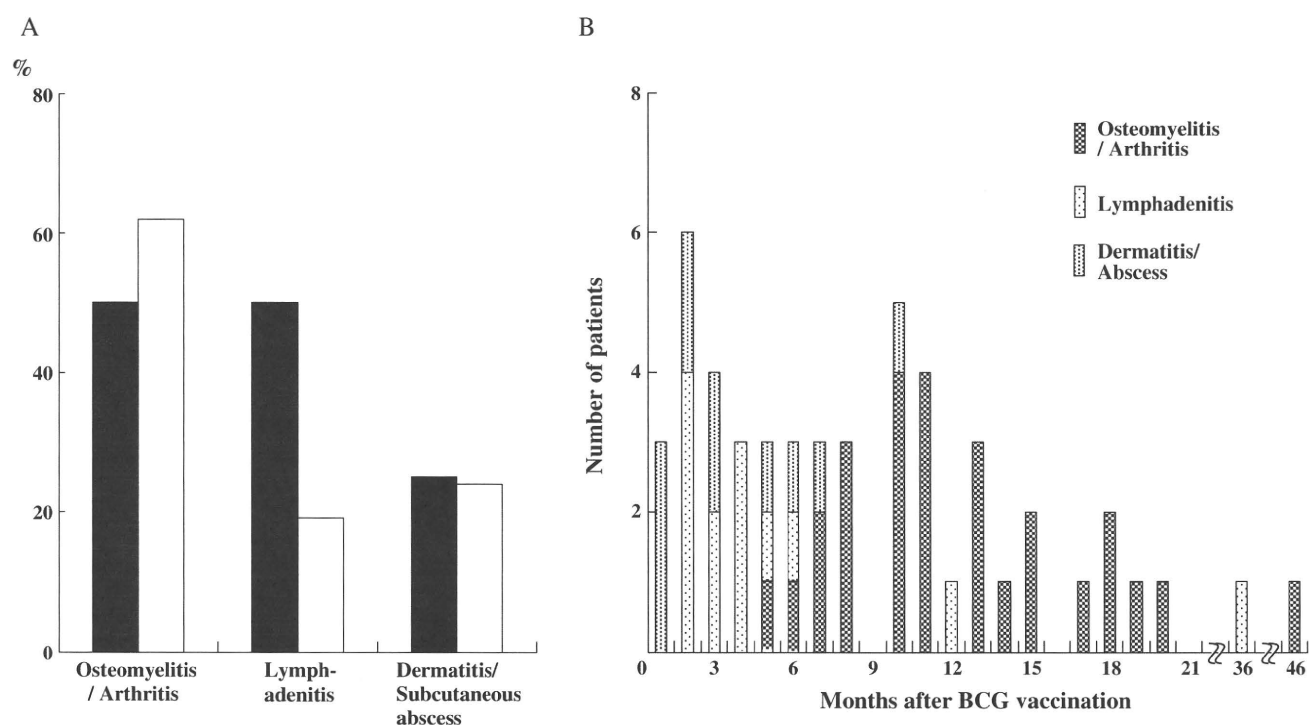 A
%
80
60
40
20
0
Osteomyelitis
/ Arthritis
Lymph-
adenitis
Dermatitis/
Subcutaneous
abscess
B
Number of patients
8
6
4
2
Osteomyelitis
/ Arthritis
Lymphadenitis
Dermatitis/
Abscess
0 3 6 9 12 15 18 21 36 46
Months after BCG vaccination